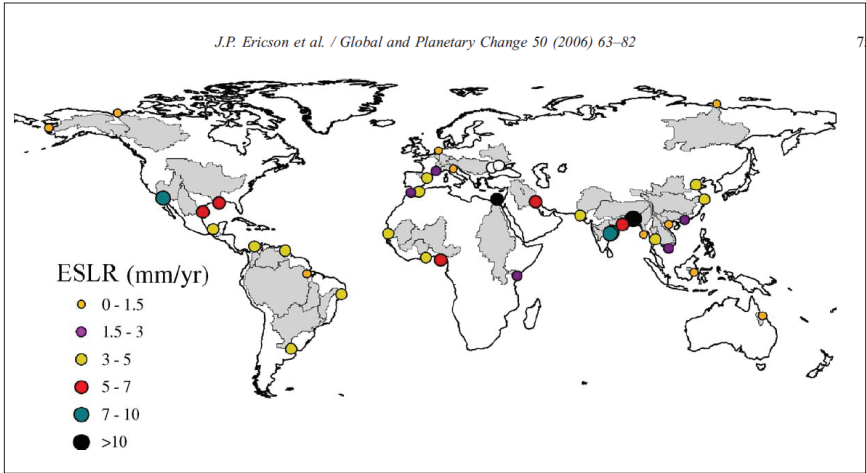 J.P. Ericson et al. / Global and Planetary Change 50 (2006) 63–82
7
ESLR (mm/yr)
0 - 1.5
1.5 - 3
3 - 5
5 - 7
7 - 10
>10